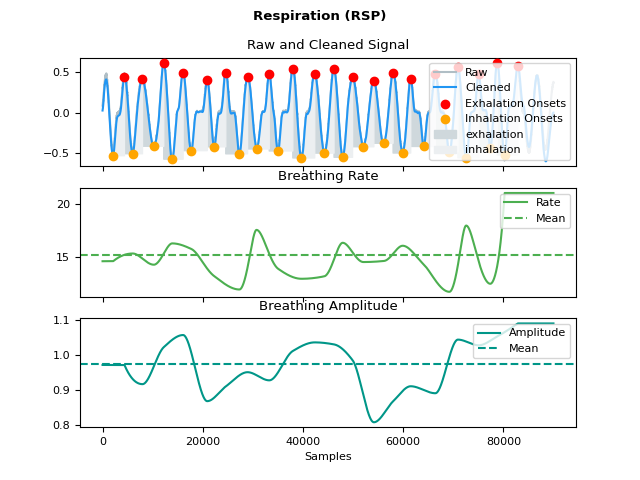 Respiration (RSP)
Raw and Cleaned Signal
0.5
0.0
−0.5
Raw
Cleaned
Exhalation Onsets
Inhalation Onsets
exhalation
inhalation
Breathing Rate
20
15
Rate
Mean
Breathing Amplitude
1.1
1.0
0.9
0.8
Amplitude
Mean
0 20000 40000 60000 80000
Samples